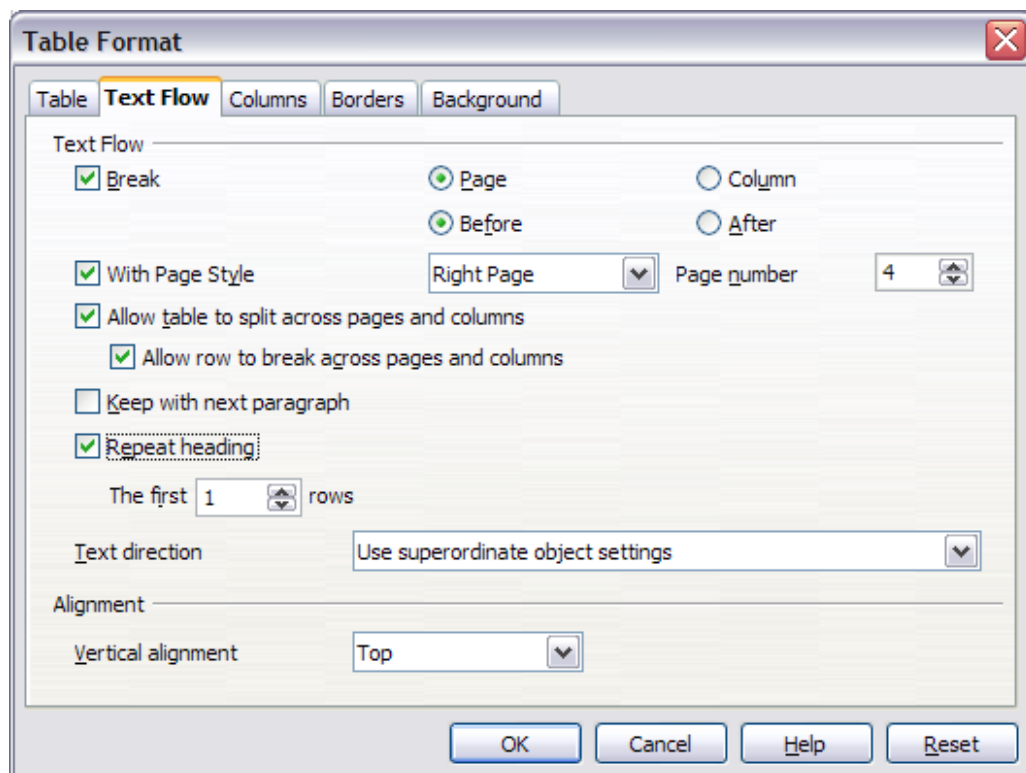 Table Format
Table Text Flow Columns Borders Background
Text Flow
Break Page Column
Before After
With Page Style Right Page Page number 4
Allow table to split across pages and columns
Allow row to break across pages and columns
Keep with next paragraph
Repeat heading
The first 1 rows
Text direction Use superordinate object settings
Alignment
Vertical alignment Top
OK Cancel Help Reset